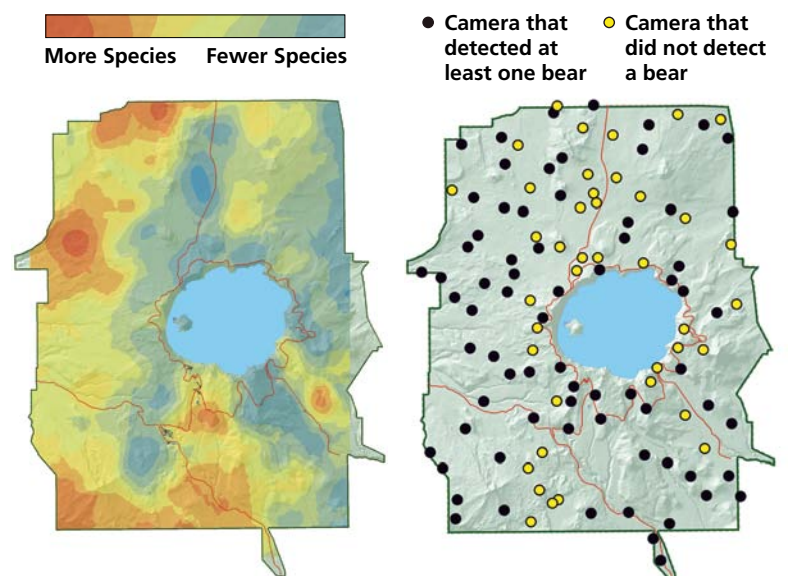 More Species Fewer Species
Camera that
detected at
least one bear
Camera that
did not detect
a bear